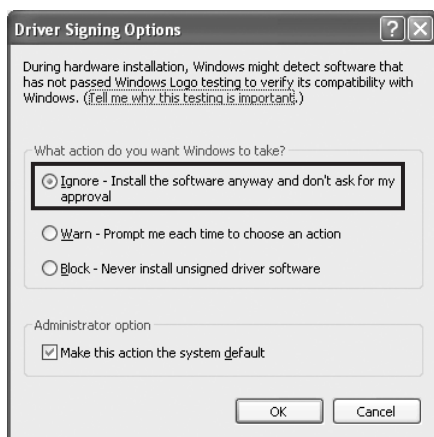 Driver Signing Options
During hardware installation, Windows might detect software that
has not passed Windows Logo testing to verify its compatibility with
Windows. (Tell me why this testing is important.)
What action do you want Windows to take?
Ignore - Install the software anyway and don't ask for my
approval
Warn - Prompt me each time to choose an action
Block - Never install unsigned driver software
Administrator option
Make this action the system default
OK Cancel